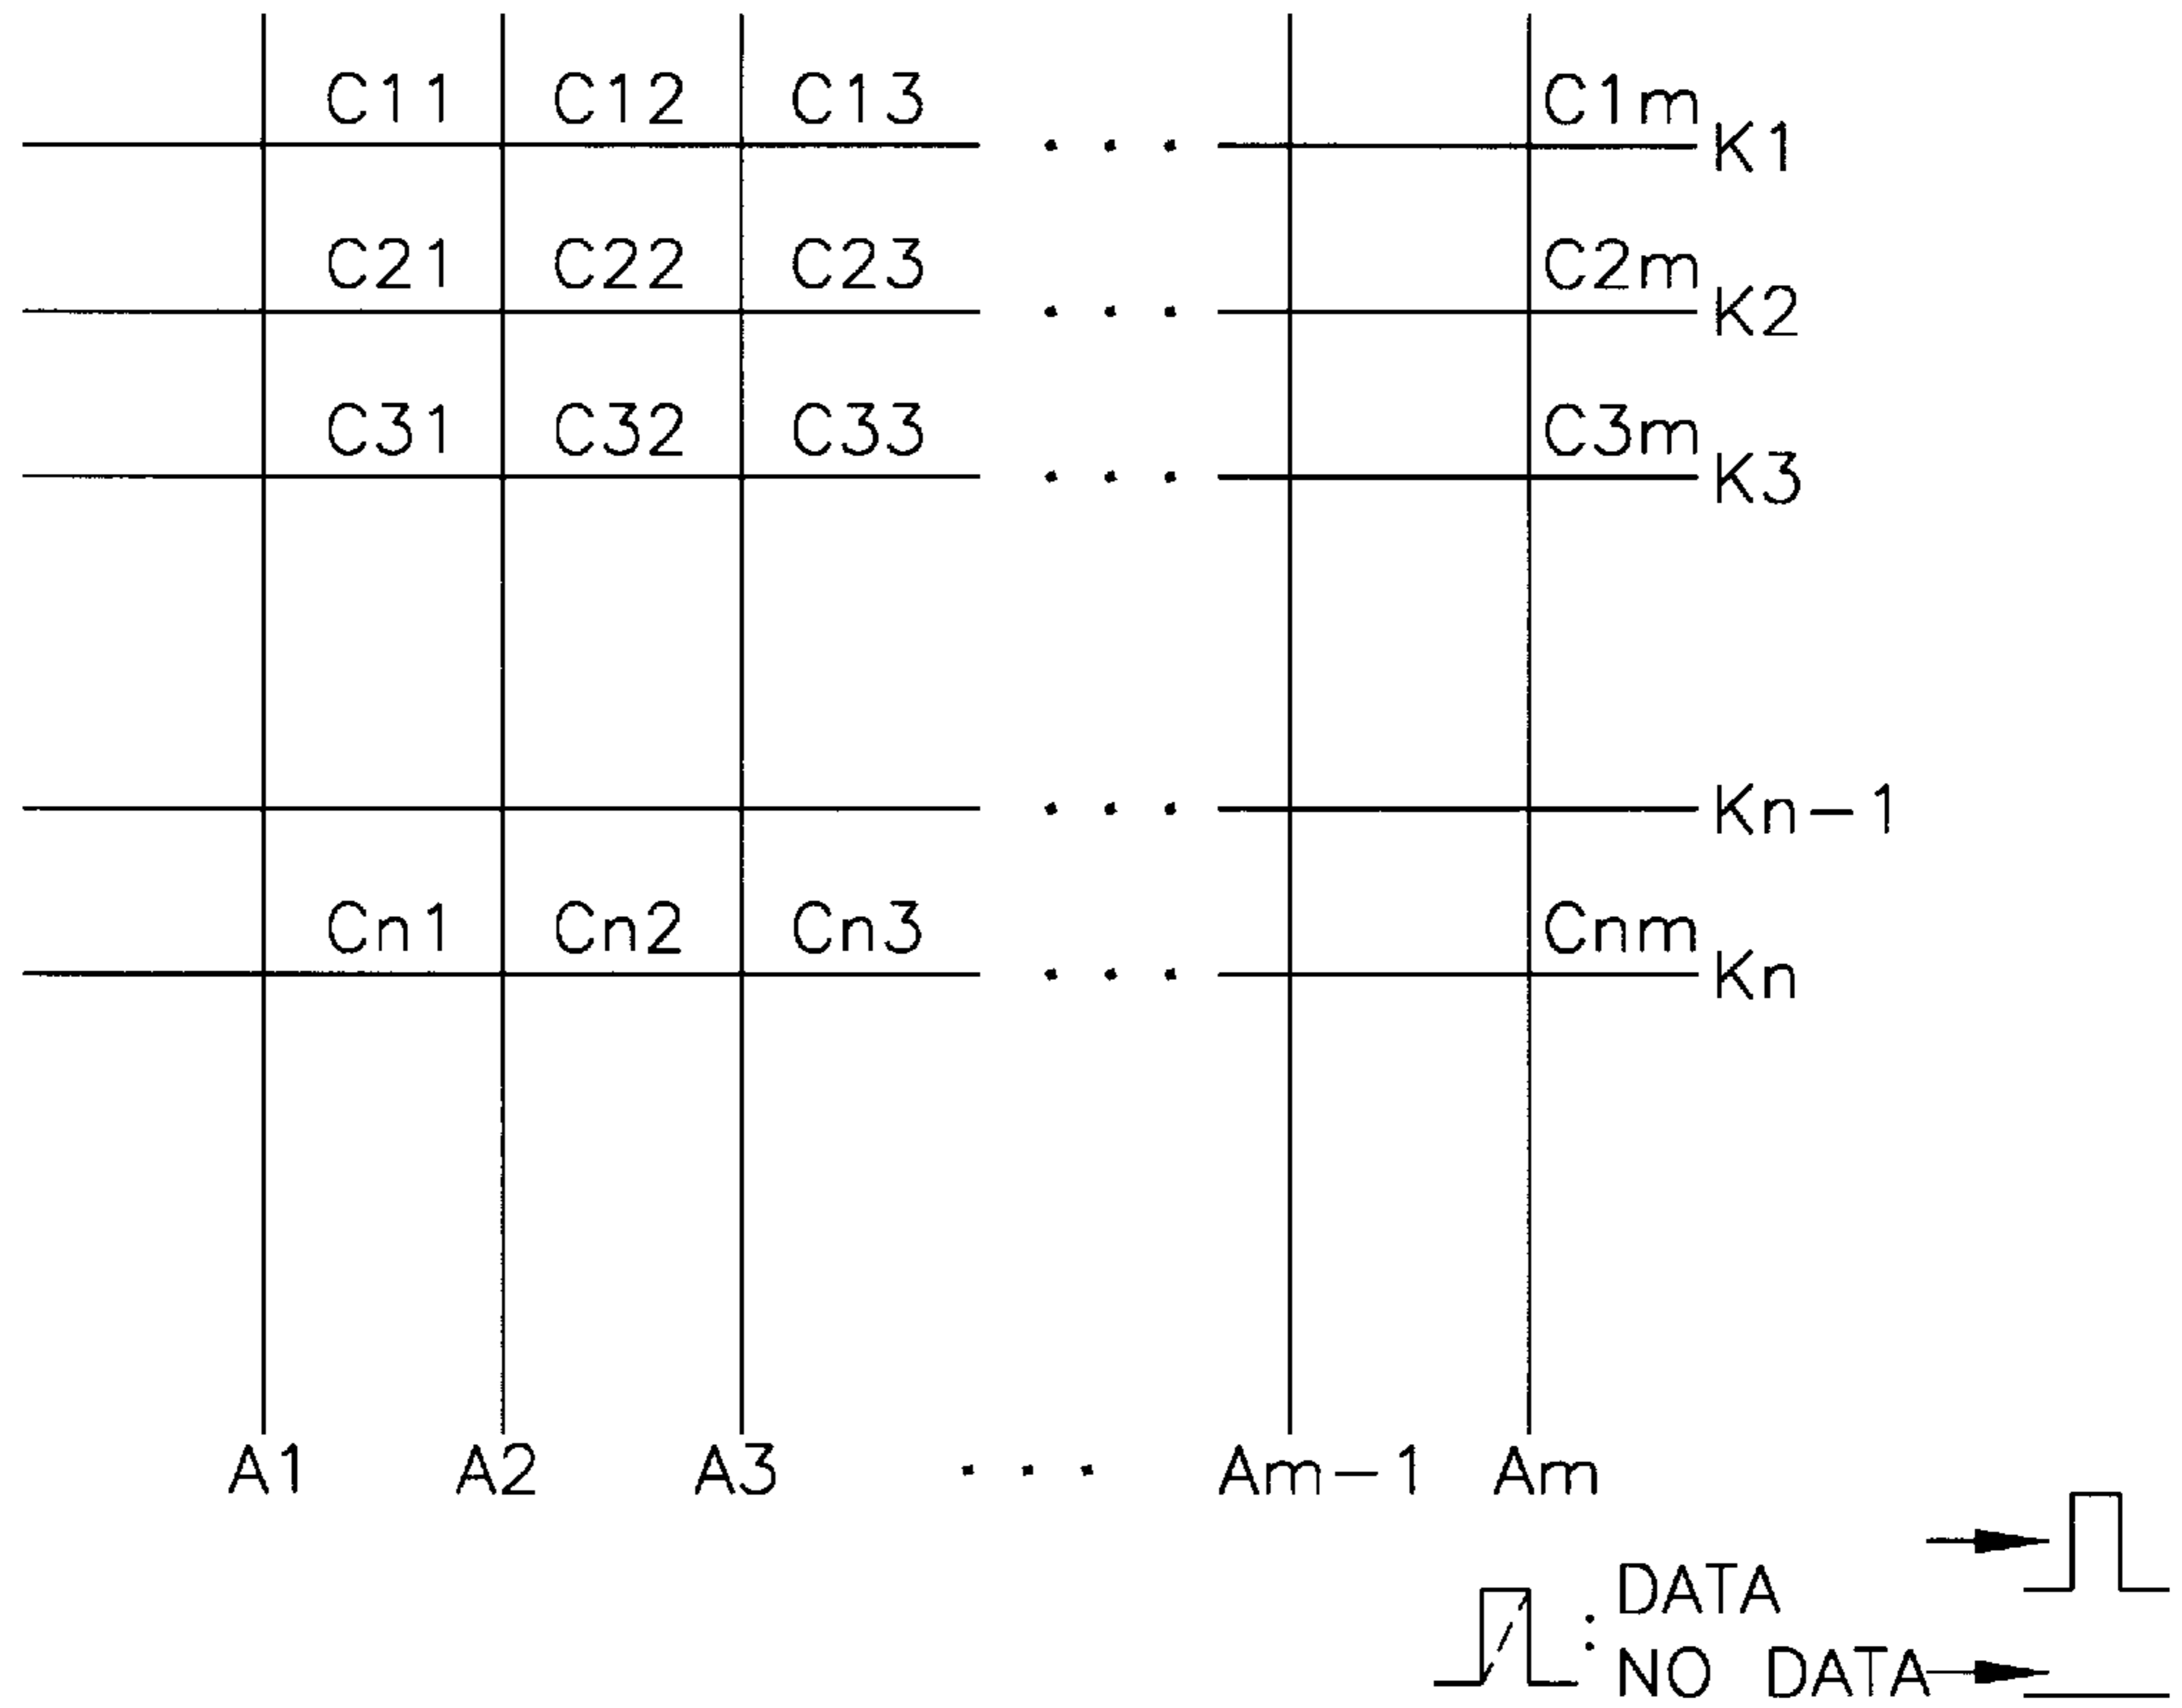 C11 C12 C13 C1m
K1
C21 C22 C23 C2m
K2
C31 C32 C33 C3m
K3
Kn-1
Cn1 Cn2 Cn3 Cnm
Kn
A1 A2 A3 . . . Am-1 Am
: DATA
NO DATA